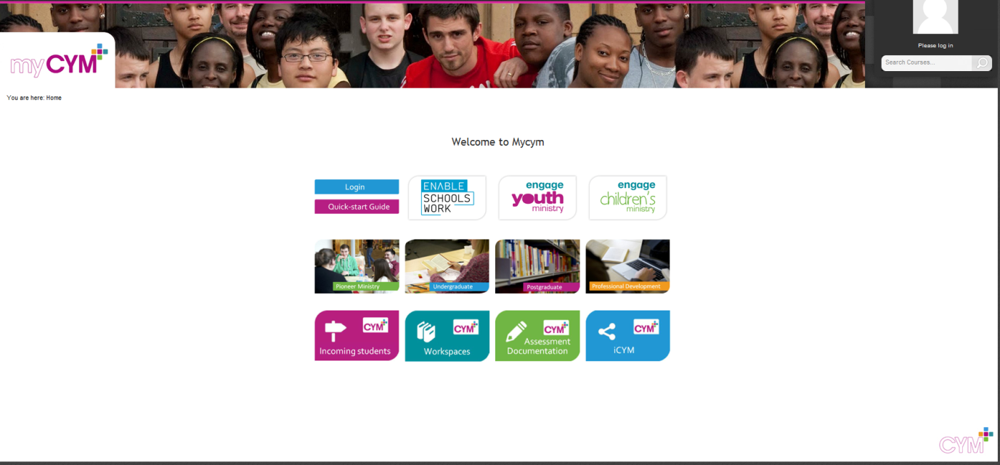 myCYM
Please log in
Search Courses...
You are here: Home
Welcome to Mycym
Login
Quick-start Guide
ENABLE
SCHOOLS
WORK
engage
youth
ministry
engage
children's
ministry
Pioneer Ministry
Undergraduate
Postgraduate
Professional Development
CYM
Incoming students
CYM
Workspaces
CYM
Assessment
Documentation
CYM
iCYM
CYM